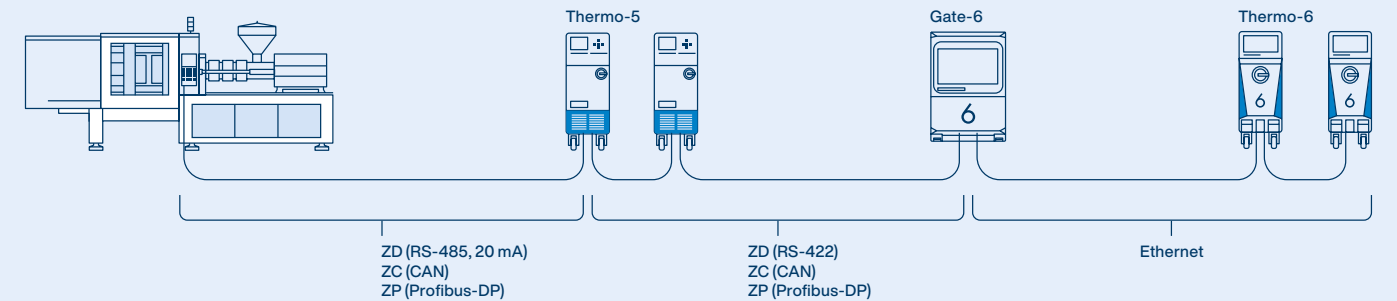 Thermo-5
Gate-6
Thermo-6
6
6
6
ZD (RS-485, 20 mA)
ZC (CAN)
ZP (Profibus-DP)
ZD (RS-422)
ZC (CAN)
ZP (Profibus-DP)
Ethernet